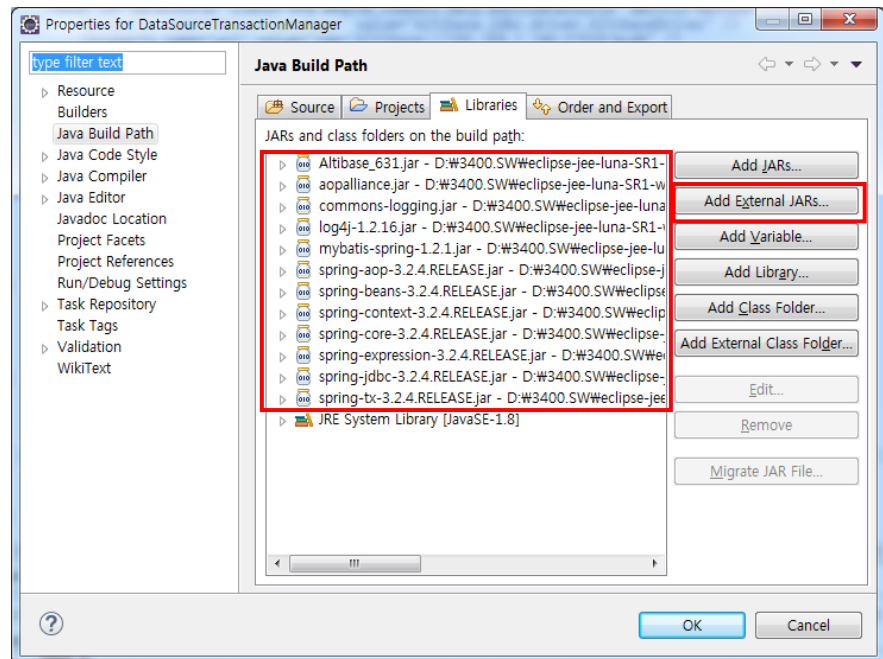 Properties for DataSourceTransactionManager
type filter text
Resource
Builders
Java Build Path
Java Code Style
Java Compiler
Java Editor
Javadoc Location
Project Facets
Project References
Run/Debug Settings
Task Repository
Task Tags
Validation
WikiText
Java Build Path
Source
Projects
Libraries
Order and Export
JARs and class folders on the build path:
Altibase_631.jar - D:₩3400.SW₩eclipse-jee-luna-SR1-
aopalliance.jar - D:₩3400.SW₩eclipse-jee-luna-SR1-w
commons-logging.jar - D:₩3400.SW₩eclipse-jee-luna
log4j-1.2.16.jar - D:₩3400.SW₩eclipse-jee-luna-SR1-
mybatis-spring-1.2.1.jar - D:₩3400.SW₩eclipse-jee-lu
spring-aop-3.2.4.RELEASE.jar - D:₩3400.SW₩eclipse-j
spring-beans-3.2.4.RELEASE.jar - D:₩3400.SW₩eclipse
spring-context-3.2.4.RELEASE.jar - D:₩3400.SW₩eclip
spring-core-3.2.4.RELEASE.jar - D:₩3400.SW₩eclipse-
spring-expression-3.2.4.RELEASE.jar - D:₩3400.SW₩e
spring-jdbc-3.2.4.RELEASE.jar - D:₩3400.SW₩eclipse-
spring-tx-3.2.4.RELEASE.jar - D:₩3400.SW₩eclipse-jee
JRE System Library [JavaSE-1.8]
Add JARs...
Add External JARs...
Add Variable...
Add Library...
Add Class Folder...
Add External Class Folder...
Edit...
Remove
Migrate JAR File...
OK
Cancel